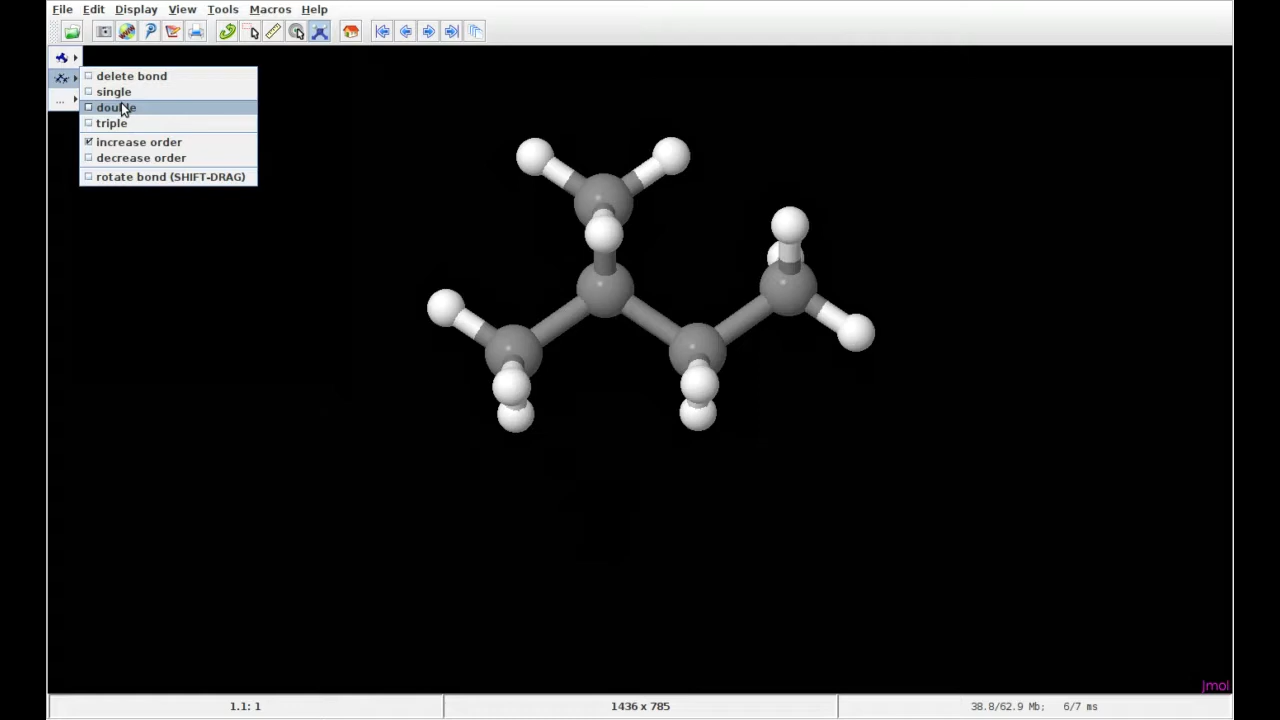 File Edit Display View Tools Macros Help
delete bond
single
double
triple
increase order
decrease order
rotate bond (SHIFT-DRAG)
...
Jmol
1.1: 1
1436 x 785
38.8/62.9 Mb; 6/7 ms